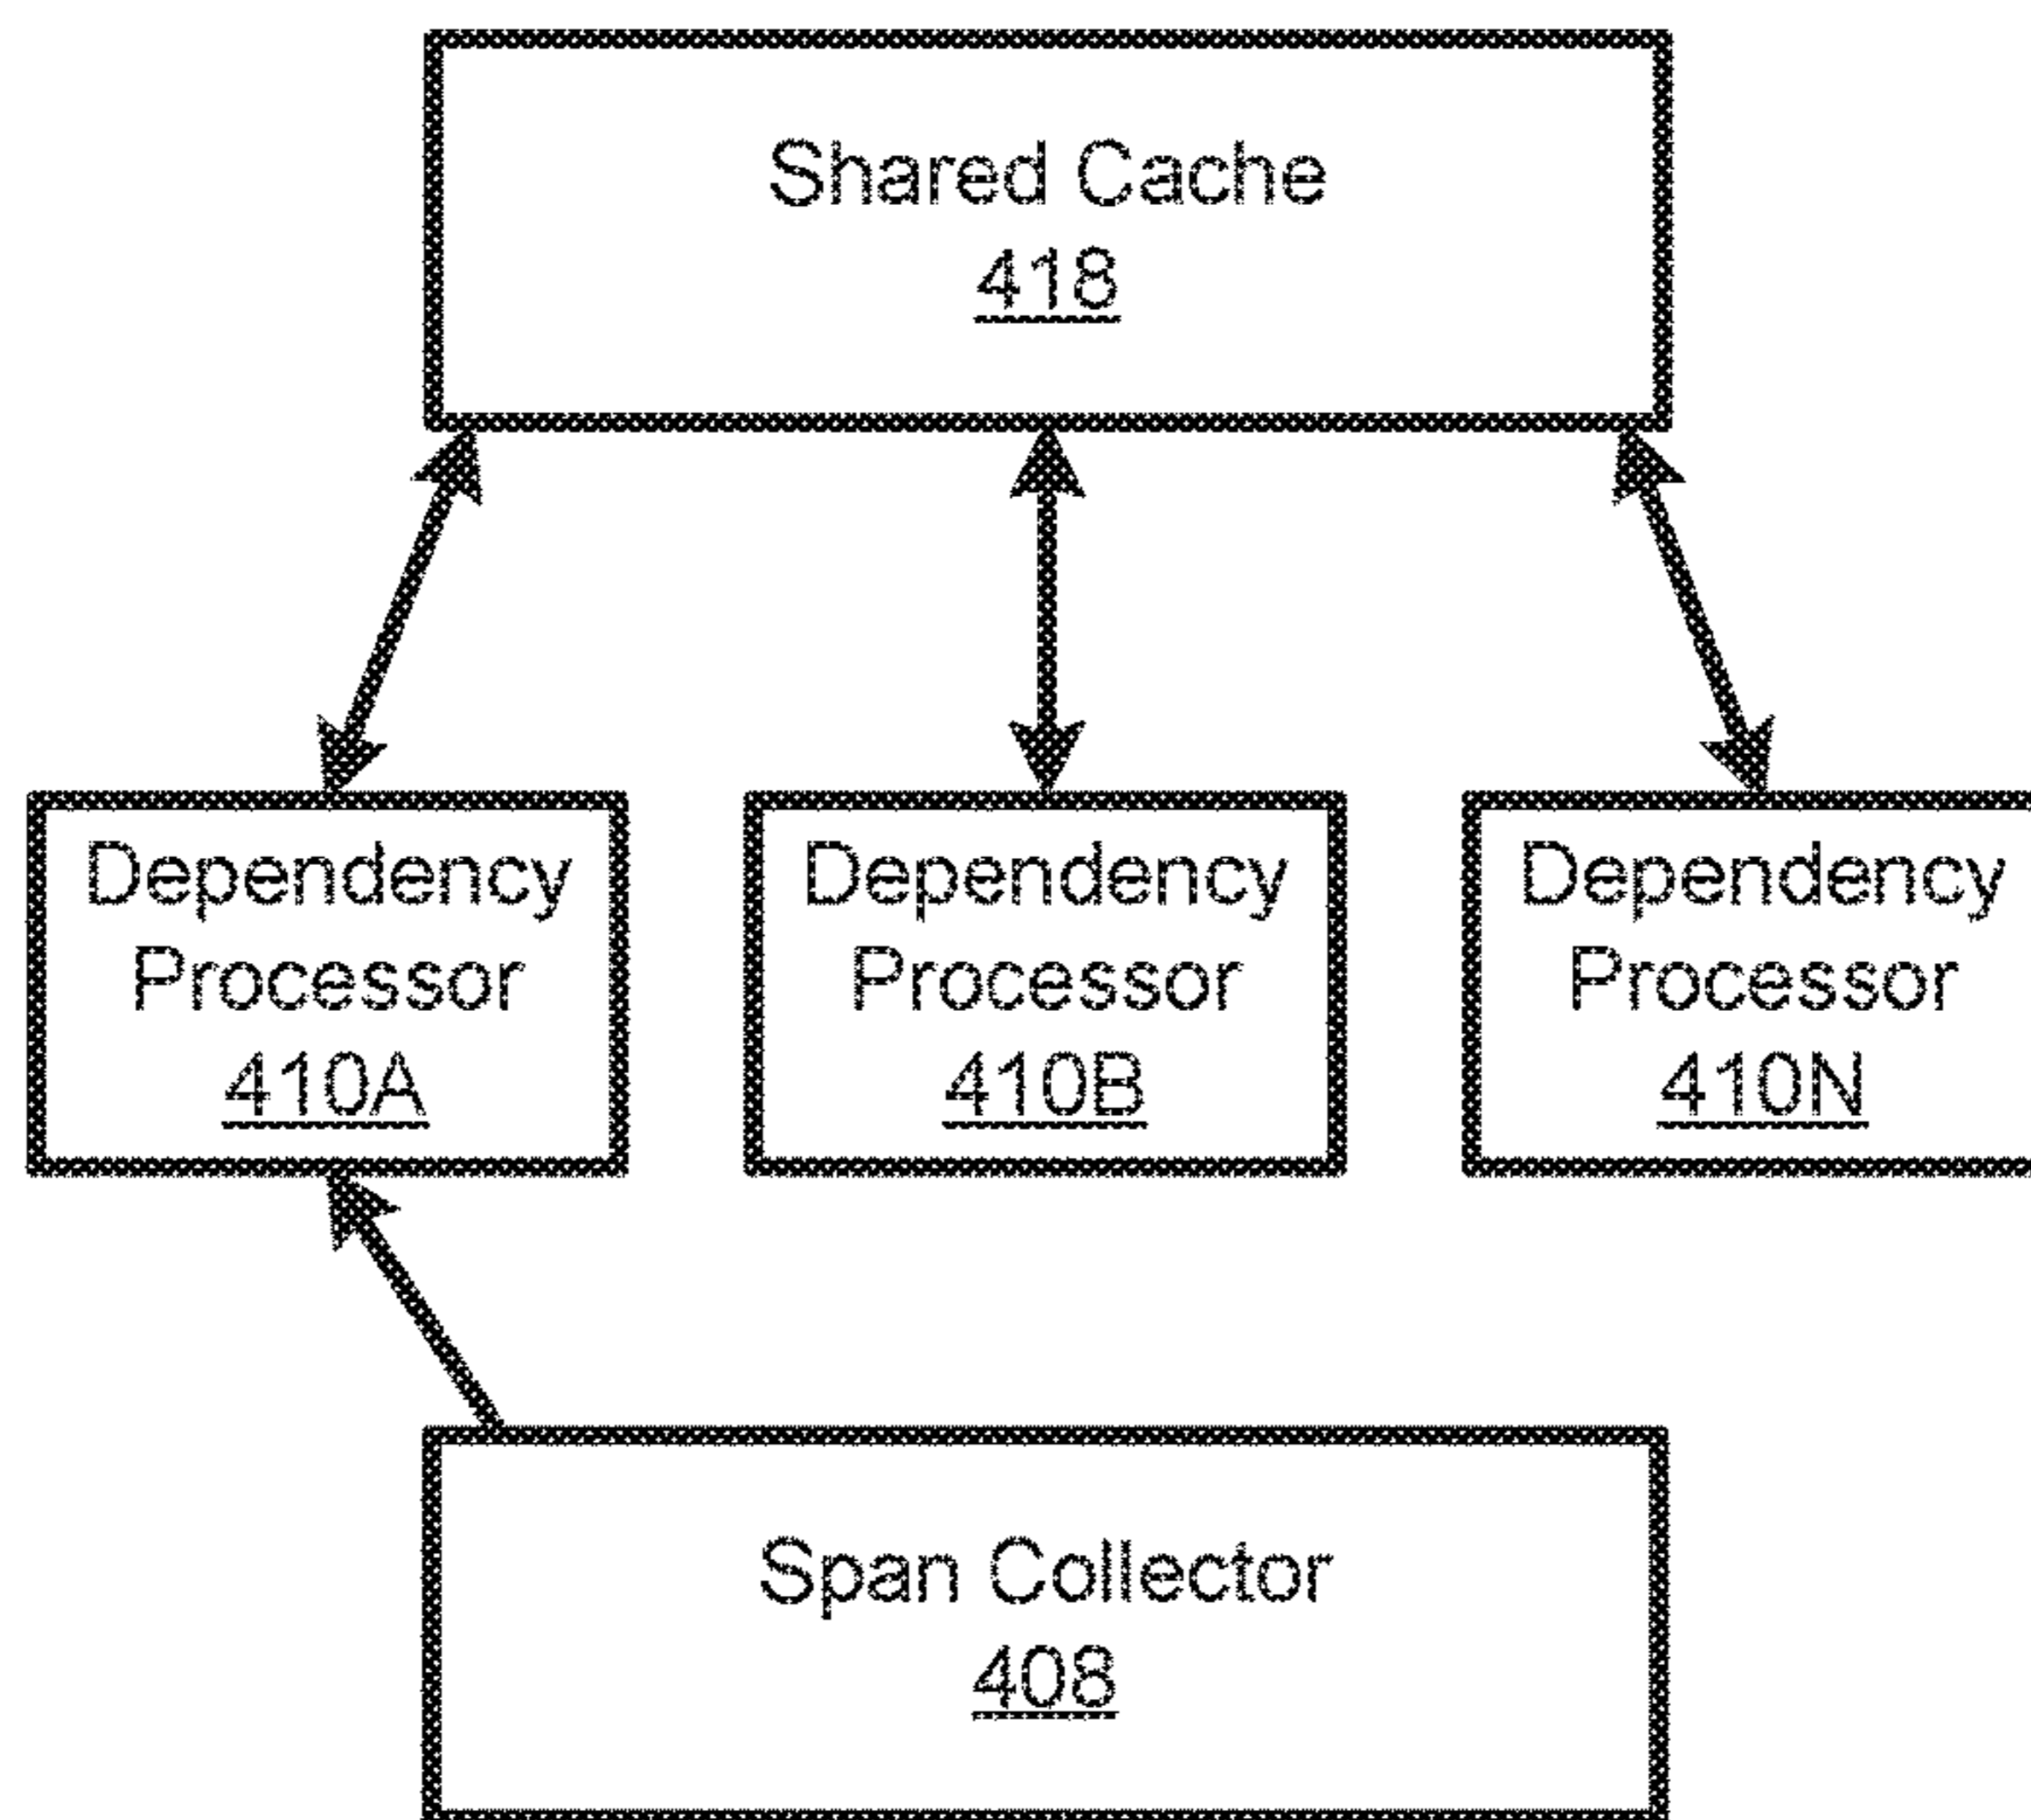 Shared Cache
418
Dependency
Processor
410A
Dependency
Processor
410B
Dependency
Processor
410N
Span Collector
408